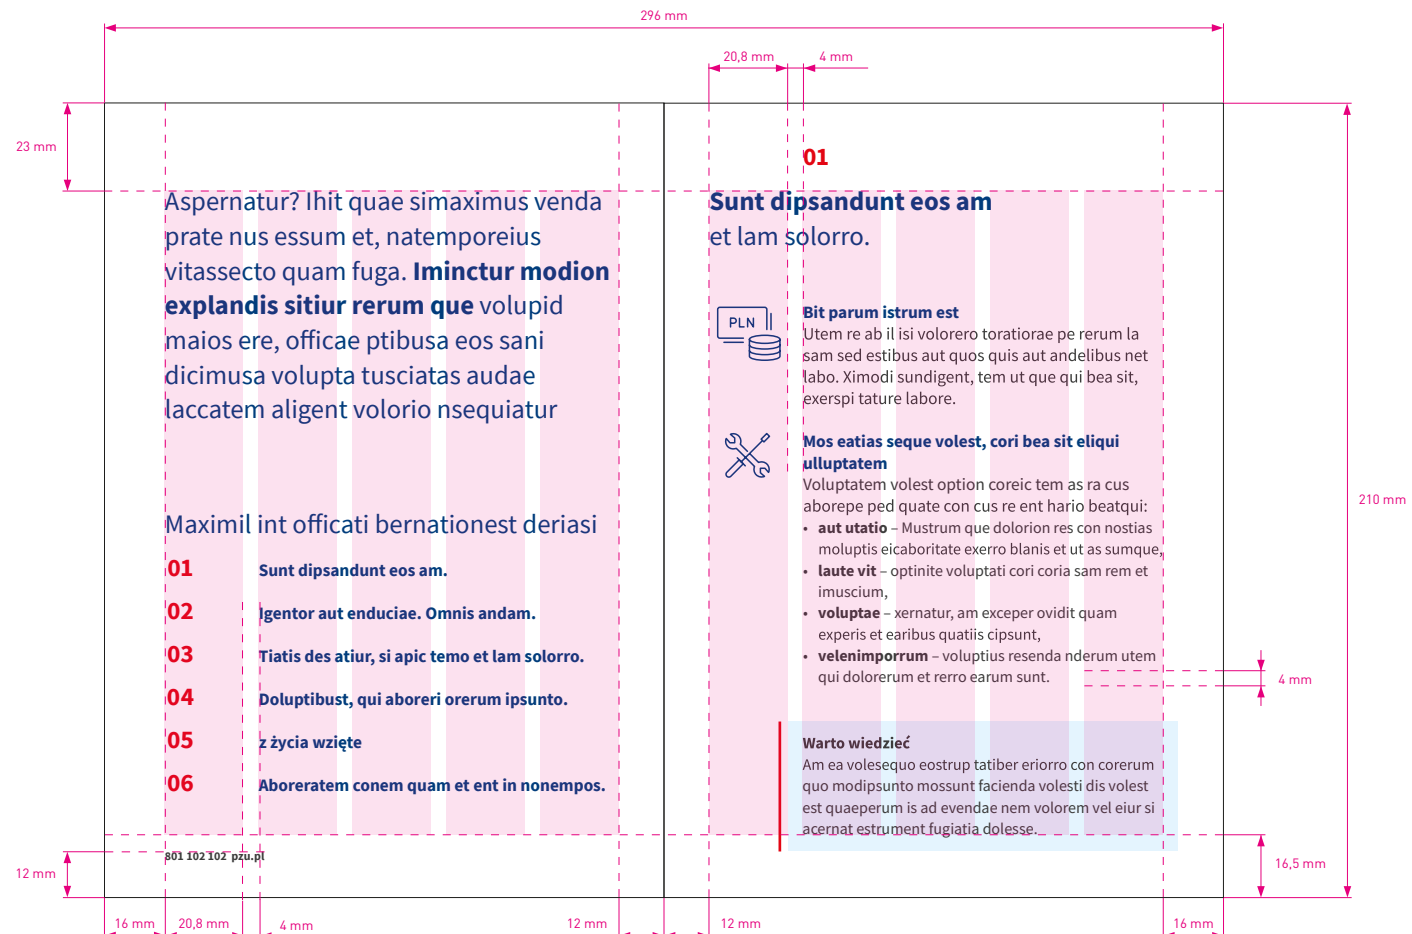 296 mm
20,8 mm
4 mm
23 mm
Aspernatur? Ihit quae simaximus venda
prate nus essum et, natemporeius
vitassecto quam fuga. Iminctur modion
explandis sitiur rerum que volupid
maios ere, officae ptibusa eos sani
dicimusa volupta tusciatas audae
laccatem aligent volorio nsequiatur
Maximil int officati bernationest deriasi
01 Sunt dipsandunt eos am.
02 Igentor aut enduciae. Omnis andam.
03 Tiatis des atiur, si apic temo et lam solorro.
04 Doluptibust, qui aboreri orerum ipsunto.
05 z życia wzięte
06 Aboreratem conem quam et ent in nonempos.
801 102 102 pzu.pl
12 mm
16 mm
20,8 mm
4 mm
12 mm
01
Sunt dipsandunt eos am
et lam solorro.
PLN
Bit parum istrum est
Utem re ab il isi volorero toratiorae pe rerum la
sam sed estibus aut quos quis aut andelibus net
labo. Ximodi sundigent, tem ut que qui bea sit,
exerspi tature labore.
Mos eatias seque volest, cori bea sit eliqui
ulluptatem
Voluptatem volest option coreic tem as ra cus
aborepe ped quate con cus re ent hario beatqui:
• aut utatio – Mustrum que dolorion res con nostias
moluptis eicaboritate exerro blanis et ut as sumque,
• laute vit – optinite voluptati cori coria sam rem et
imuscium,
• voluptae – xernatur, am exceper ovidit quam
experis et earibus quatiis cipsunt,
• velenimporrum – voluptius resenda nderum utem
qui dolorerum et rerro earum sunt.
Warto wiedzieć
Am ea volesequo eostrup tatiber eriorro con corerum
quo modipsunto mossunt facienda volesti dis volest
est quaeperum is ad evendae nem volorem vel eiur si
acernat estrument fugiatia dolesse.
210 mm
4 mm
16,5 mm
12 mm
16 mm